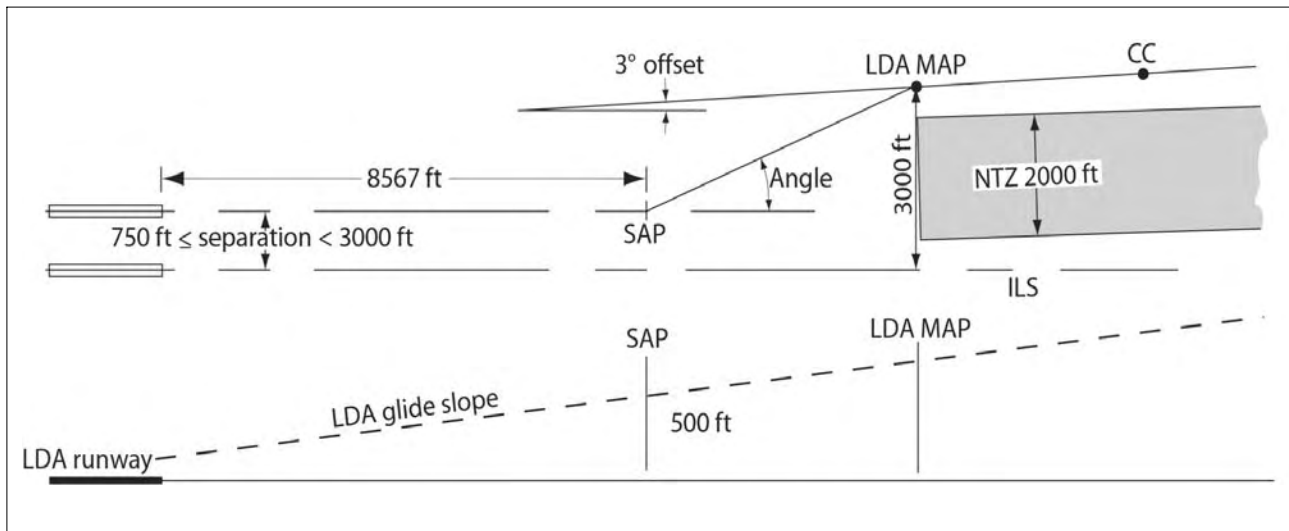 3° offset
LDA MAP
CC
8567 ft
Angle
3000 ft
NTZ 2000 ft
SAP
750 ft ≤ separation < 3000 ft
ILS
SAP
LDA MAP
LDA glide slope
500 ft
LDA runway